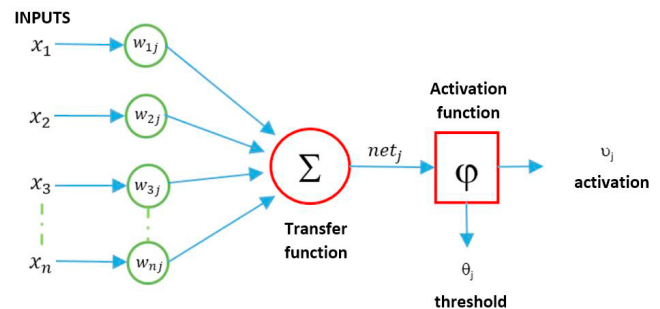 INPUTS
x₁
w₁ⱼ
x₂
w₂ⱼ
x₃
w₃ⱼ
xₙ
wₙⱼ
Σ
Transfer
function
netⱼ
Activation
function
φ
υⱼ
activation
θⱼ
threshold